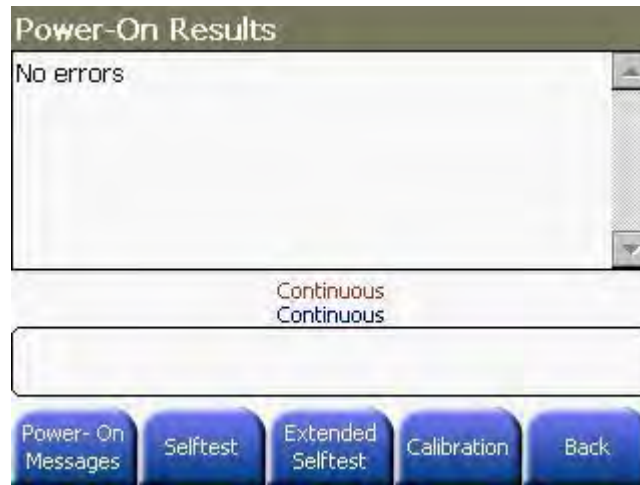 Power-On Results
No errors
Continuous
Continuous
Power- On
Messages
Selftest
Extended
Selftest
Calibration
Back